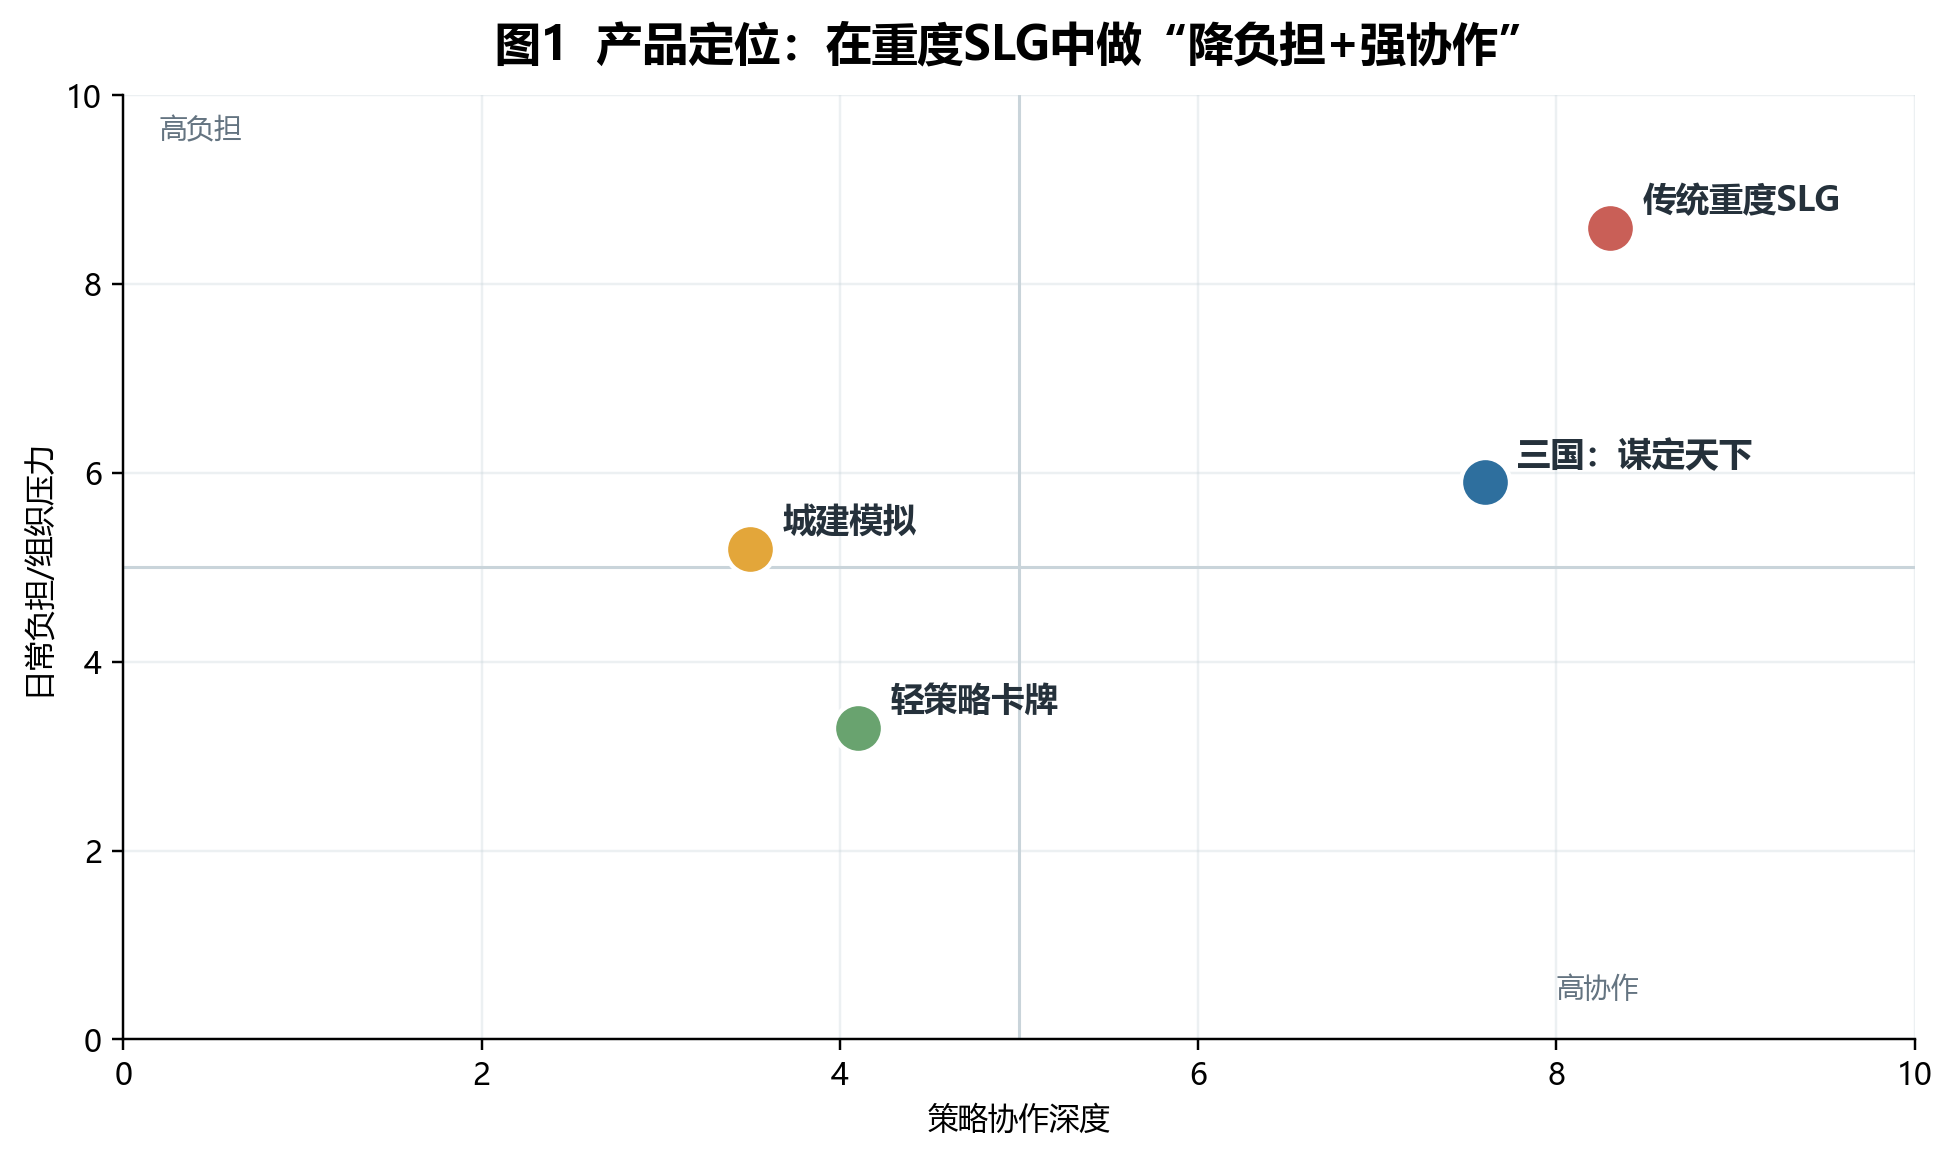 图1 产品定位：在重度SLG中做“降负担+强协作”
10
高负担
传统重度SLG
8
三国：谋定天下
6
城建模拟
日常负担/组织压力
4
轻策略卡牌
2
高协作
0
0 2 4 6 8 10
策略协作深度